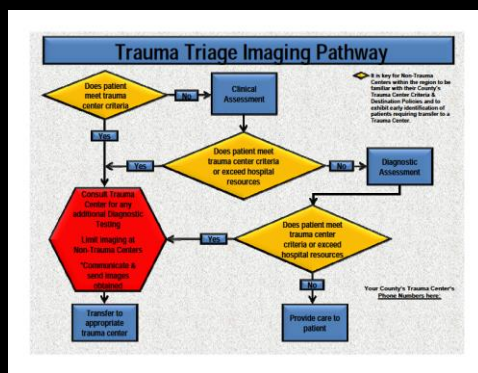 Trauma Triage Imaging Pathway
Does patient
meet trauma
center criteria
No
Clinical
Assessment
It is key for Non-Trauma
Centers within the region to be
familiar with their County's
Trauma Center Criteria &
Destination Policies and to
exhibit early identification of
patients requiring transfer to a
Trauma Center.
Yes
Does patient meet
trauma center criteria
or exceed hospital
resources
Yes
No
Diagnostic
Assessment
Consult Trauma
Center for any
additional Diagnostic
Testing
Limit imaging at
Non-Trauma Centers
*Communicate &
send images
obtained
Yes
Does patient meet
trauma center
criteria or exceed
hospital resources
No
Transfer to
appropriate
trauma center
Provide care to
patient
Your County's Trauma Center's
Phone Numbers here: